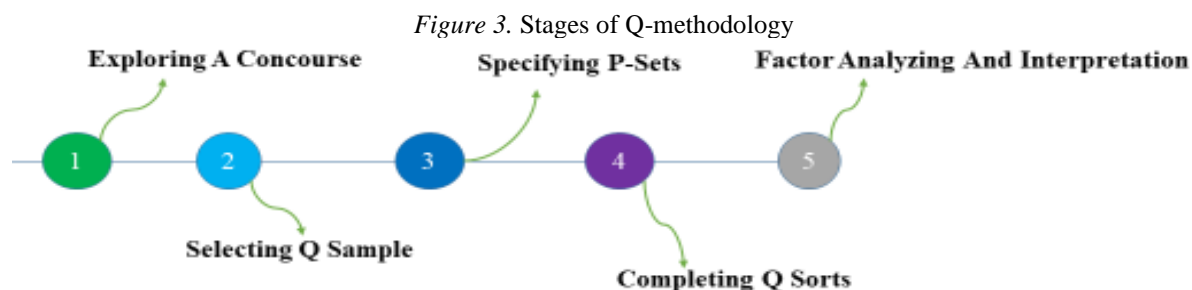 Figure 3. Stages of Q-methodology
Exploring A Concourse
Specifying P-Sets
Factor Analyzing And Interpretation
1
2
3
4
5
Selecting Q Sample
Completing Q Sorts